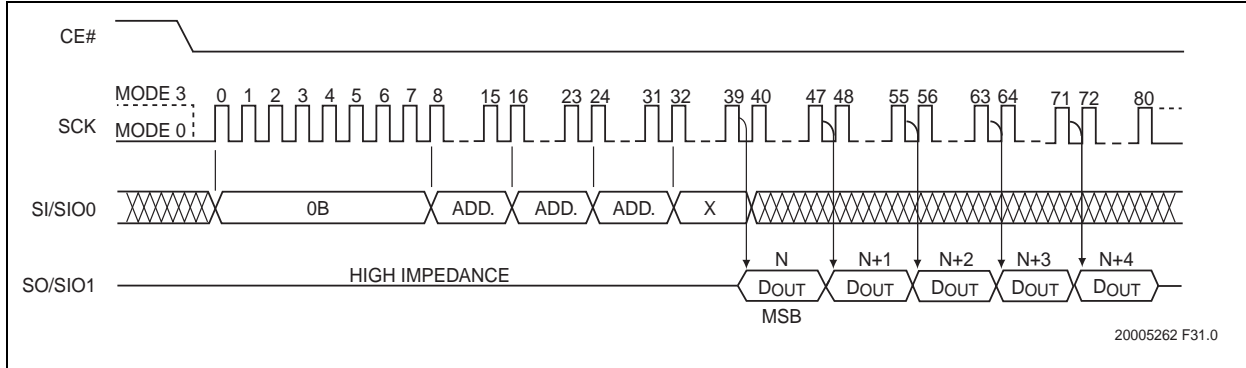 CE#
MODE 3
0 1 2 3 4 5 6 7 8 15 16 23 24 31 32 39 40 47 48 55 56 63 64 71 72 80
SCK
MODE 0
SI/SIO0
0B
ADD.
ADD.
ADD.
X
N
N+1
N+2
N+3
N+4
SO/SIO1
HIGH IMPEDANCE
DOUT
DOUT
DOUT
DOUT
DOUT
MSB
20005262 F31.0